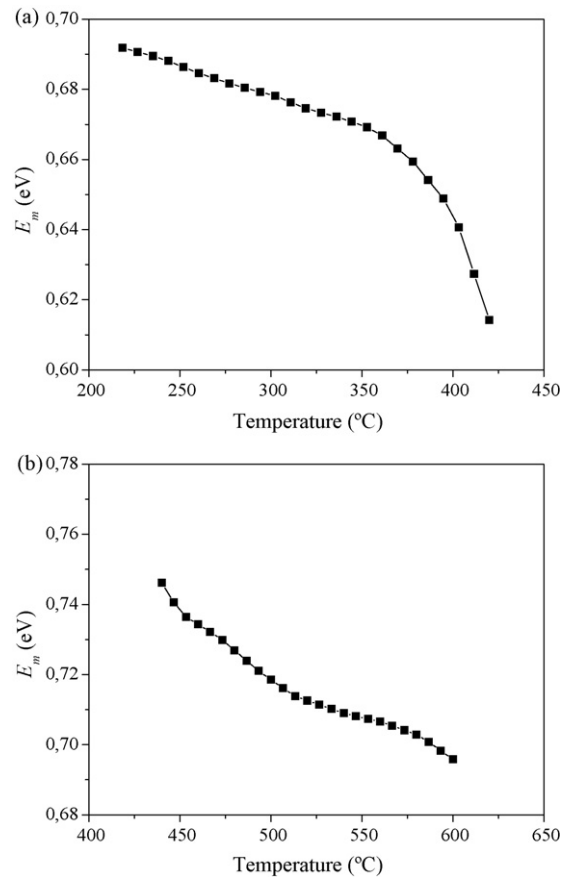 (a)
0,70
0,68
0,66
0,64
0,62
0,60
E_m (eV)
200 250 300 350 400 450
Temperature (ºC)
(b)
0,78
0,76
0,74
0,72
0,70
0,68
E_m (eV)
400 450 500 550 600 650
Temperature (ºC)